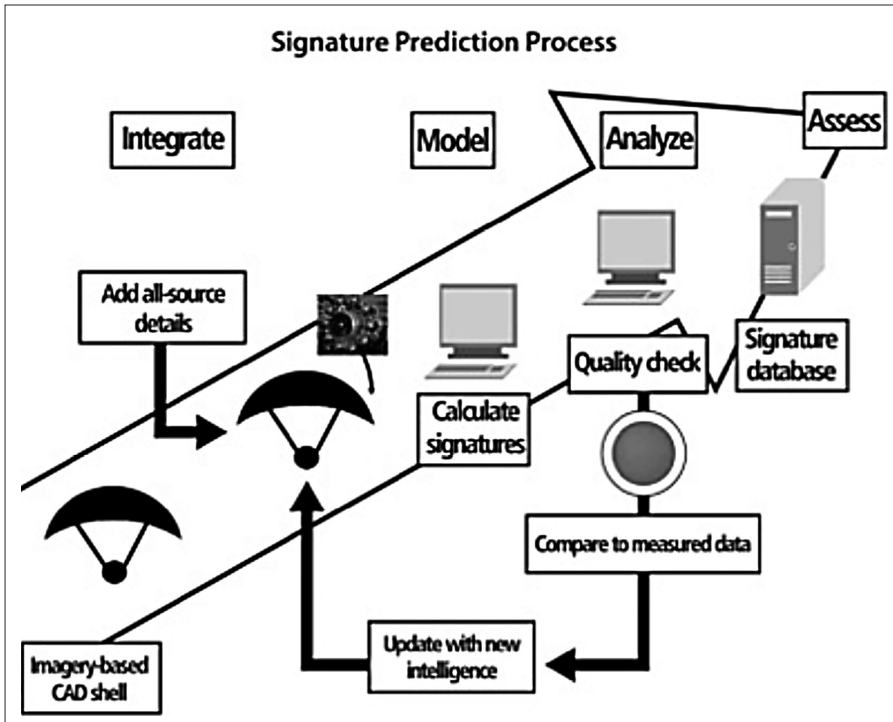 Signature Prediction Process
Integrate
Model
Analyze
Assess
Add all-source
details
Quality check
Signature
database
Calculate
signatures
Compare to measured data
Update with new
intelligence
Imagery-based
CAD shell